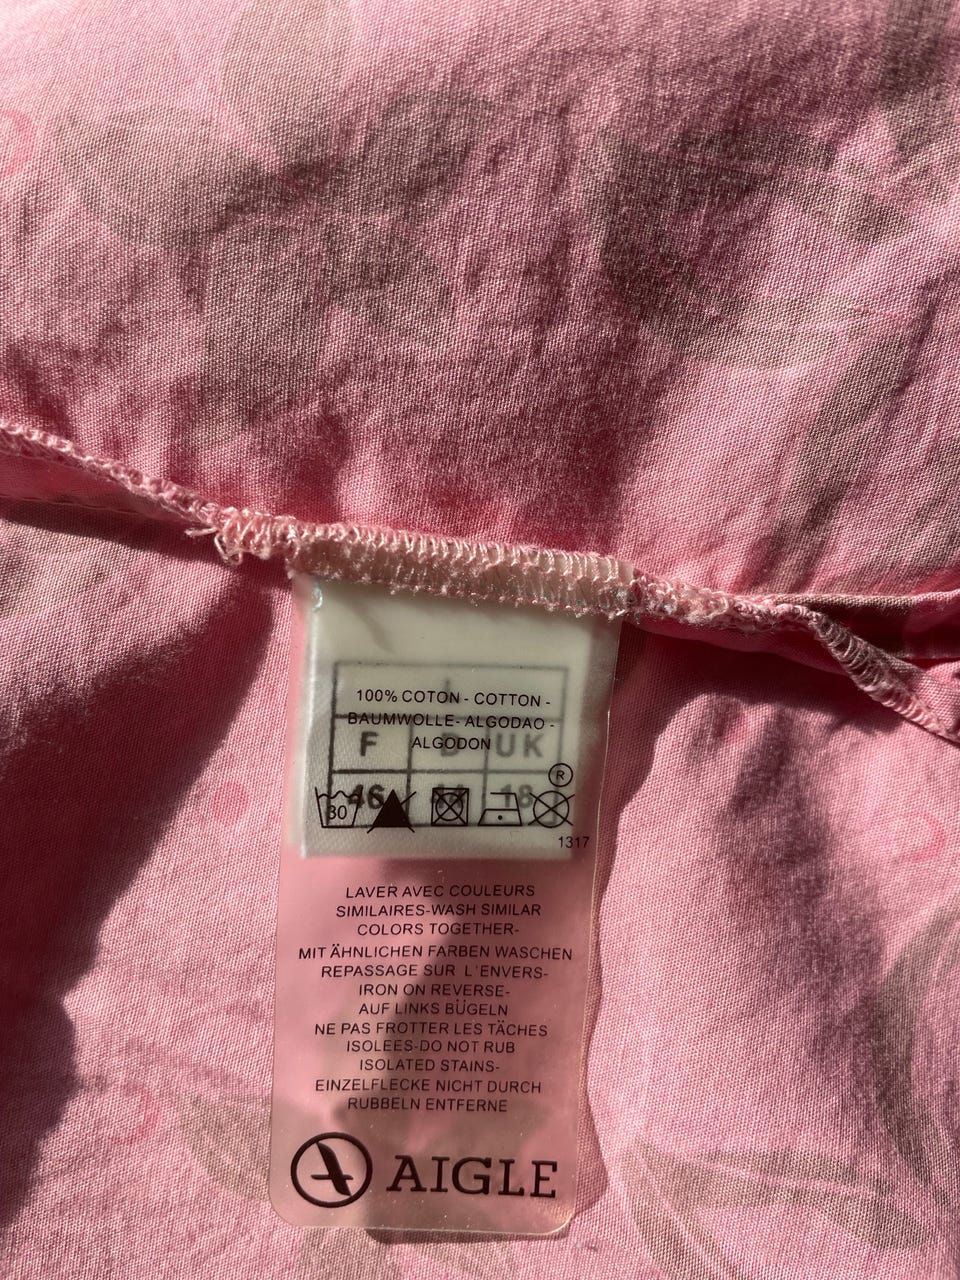 100% COTON - COTTON -
BAUMWOLLE- ALGODAO -
ALGODON
F D UK
46 18
30
®
1317
LAVER AVEC COULEURS
SIMILAIRES-WASH SIMILAR
COLORS TOGETHER-
MIT ÄHNLICHEN FARBEN WASCHEN
REPASSAGE SUR L'ENVERS-
IRON ON REVERSE-
AUF LINKS BÜGELN
NE PAS FROTTER LES TÄCHES
ISOLEES-DO NOT RUB
ISOLATED STAINS-
EINZELFLECKE NICHT DURCH
RUBBELN ENTFERNE
AIGLE